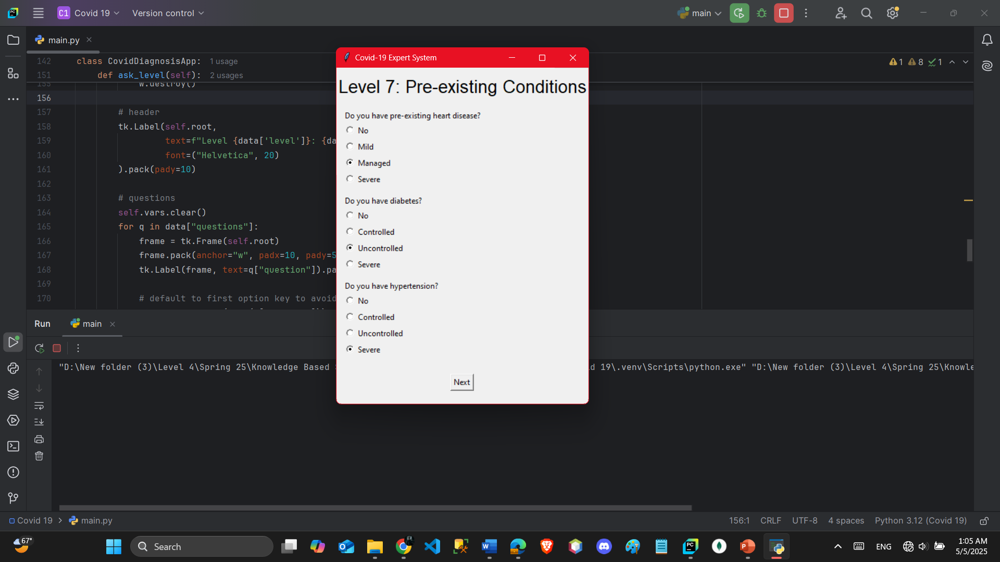 C1 Covid 19 Version control main
main.py
142 class CovidDiagnosisApp: 1 usage
1 8 1
151 def ask_level(self): 2 usages
155 w.destroy()
156
157 # header
158 tk.Label(self.root,
159 text=f"Level {data['level']}: {da
160 font=("Helvetica", 20)
161 ).pack(pady=10)
162
163 # questions
164 self.vars.clear()
165 for q in data["questions"]:
166 frame = tk.Frame(self.root)
167 frame.pack(anchor="w", padx=10, pady=5
168 tk.Label(frame, text=q["question"]).pa
169
170 # default to first option key to avoid
Covid-19 Expert System
Level 7: Pre-existing Conditions
Do you have pre-existing heart disease?
No
Mild
Managed
Severe
Do you have diabetes?
No
Controlled
Uncontrolled
Severe
Do you have hypertension?
No
Controlled
Uncontrolled
Severe
Next
Run main
"D:\New folder (3)\Level 4\Spring 25\Knowledge Based d 19\.venv\Scripts\python.exe" "D:\New folder (3)\Level 4\Spring 25\Knowle
Covid 19 > main.py
156:1 CRLF UTF-8 4 spaces Python 3.12 (Covid 19)
67°
Search
ENG
1:05 AM
5/5/2025